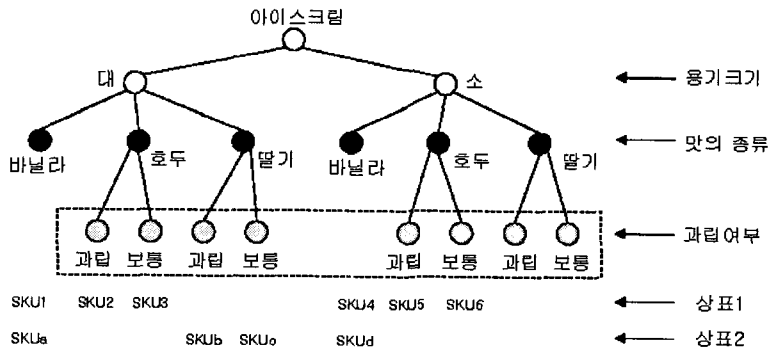 아이스크림
대 소 용기크기
바닐라 호두 딸기 바닐라 호두 딸기 맛의 종류
과립 보통 과립 보통 과립 보통 과립 보통 과립여부
SKU1 SKU2 SKU3 SKU4 SKU5 SKU6 상표1
SKUa SKUb SKUc SKUd 상표2